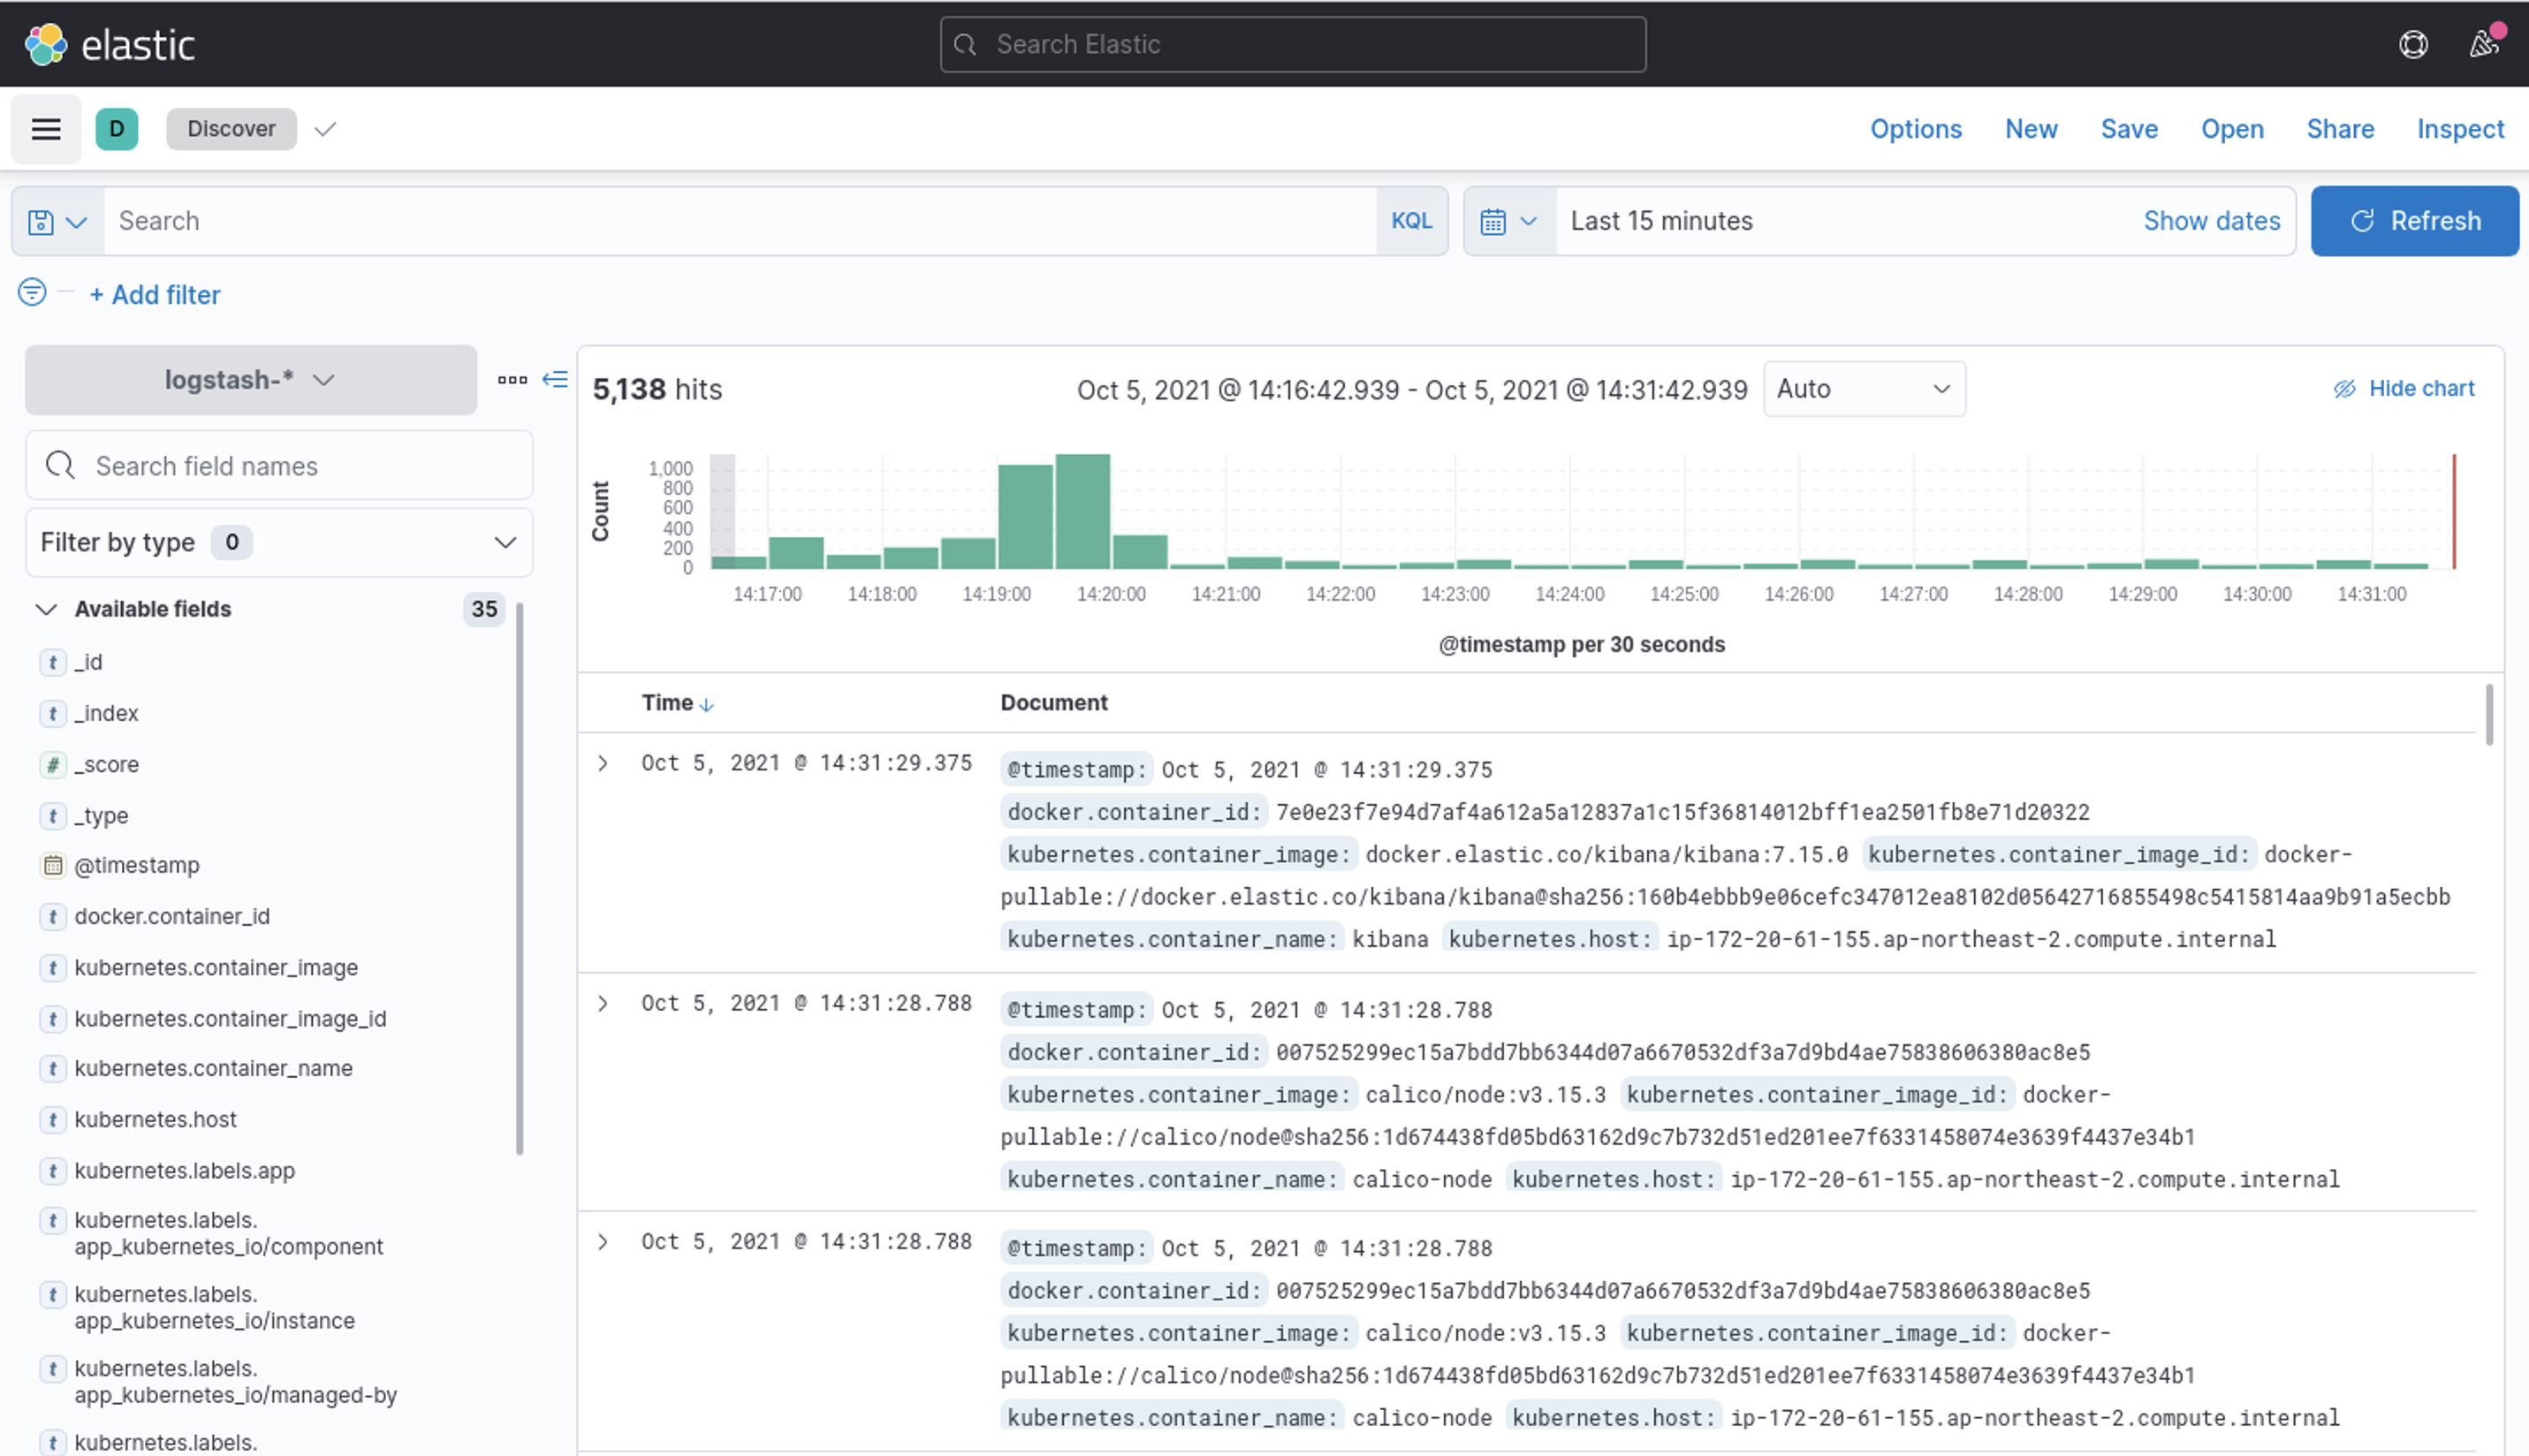 elastic
Search Elastic
D
Discover
Options
New
Save
Open
Share
Inspect
Search
KQL
Last 15 minutes
Show dates
Refresh
+ Add filter
logstash-*
Search field names
Filter by type 0
Available fields
35
t _id
t _index
# _score
t _type
@timestamp
t docker.container_id
t kubernetes.container_image
t kubernetes.container_image_id
t kubernetes.container_name
t kubernetes.host
t kubernetes.labels.app
t kubernetes.labels.
app_kubernetes_io/component
t kubernetes.labels.
app_kubernetes_io/instance
t kubernetes.labels.
app_kubernetes_io/managed-by
t kubernetes.labels.
5,138 hits
Oct 5, 2021 @ 14:16:42.939 - Oct 5, 2021 @ 14:31:42.939
Auto
Hide chart
Count
1,000
800
600
400
200
0
14:17:00 14:18:00 14:19:00 14:20:00 14:21:00 14:22:00 14:23:00 14:24:00 14:25:00 14:26:00 14:27:00 14:28:00 14:29:00 14:30:00 14:31:00
@timestamp per 30 seconds
Time Document
Oct 5, 2021 @ 14:31:29.375
@timestamp: Oct 5, 2021 @ 14:31:29.375
docker.container_id: 7e0e23f7e94d7af4a612a5a12837a1c15f36814012bff1ea2501fb8e71d20322
kubernetes.container_image: docker.elastic.co/kibana/kibana:7.15.0 kubernetes.container_image_id: docker-
pullable://docker.elastic.co/kibana/kibana@sha256:160b4ebbb9e06cefc347012ea8102d05642716855498c5415814aa9b91a5ecbb
kubernetes.container_name: kibana kubernetes.host: ip-172-20-61-155.ap-northeast-2.compute.internal
Oct 5, 2021 @ 14:31:28.788
@timestamp: Oct 5, 2021 @ 14:31:28.788
docker.container_id: 007525299ec15a7bdd7bb6344d07a6670532df3a7d9bd4ae75838606380ac8e5
kubernetes.container_image: calico/node:v3.15.3 kubernetes.container_image_id: docker-
pullable://calico/node@sha256:1d674438fd05bd63162d9c7b732d51ed201ee7f6331458074e3639f4437e34b1
kubernetes.container_name: calico-node kubernetes.host: ip-172-20-61-155.ap-northeast-2.compute.internal
Oct 5, 2021 @ 14:31:28.788
@timestamp: Oct 5, 2021 @ 14:31:28.788
docker.container_id: 007525299ec15a7bdd7bb6344d07a6670532df3a7d9bd4ae75838606380ac8e5
kubernetes.container_image: calico/node:v3.15.3 kubernetes.container_image_id: docker-
pullable://calico/node@sha256:1d674438fd05bd63162d9c7b732d51ed201ee7f6331458074e3639f4437e34b1
kubernetes.container_name: calico-node kubernetes.host: ip-172-20-61-155.ap-northeast-2.compute.internal